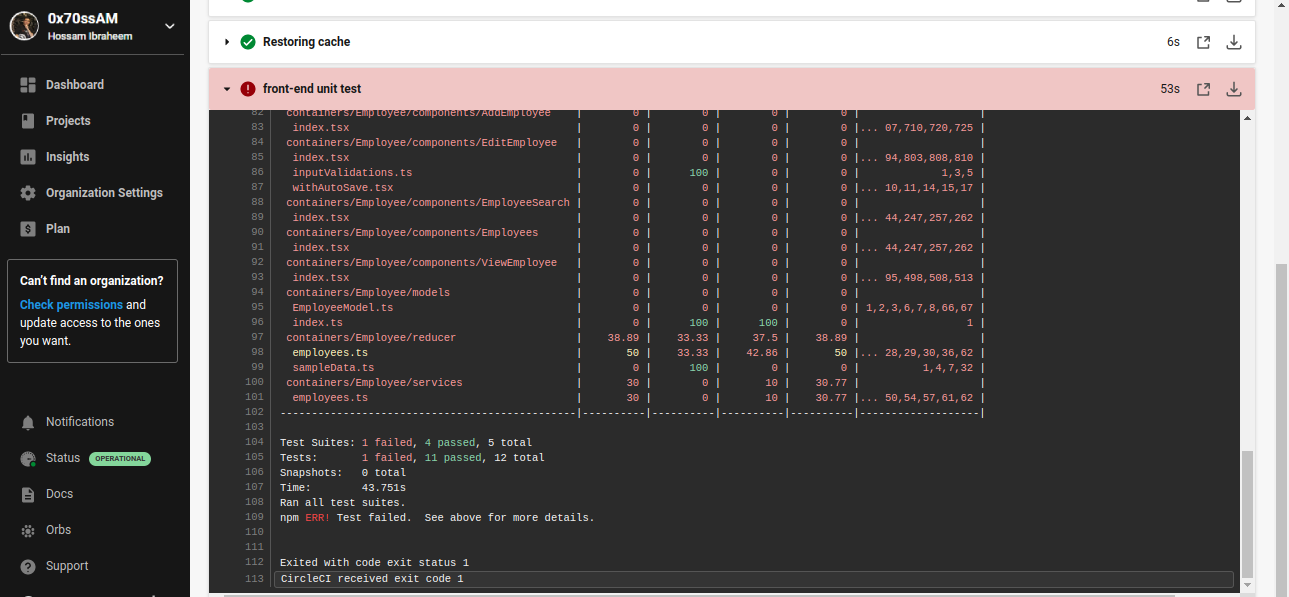 0x70ssAM
Hossam Ibraheem
Dashboard
Projects
Insights
Organization Settings
Plan
Can't find an organization?
Check permissions and
update access to the ones
you want.
Notifications
Status OPERATIONAL
Docs
Orbs
Support
Restoring cache 6s
front-end unit test 53s
82 containers/Employee/components/AddEmployee | 0 | 0 | 0 | 0 | |
83 index.tsx | 0 | 0 | 0 | 0 |... 07,710,720,725 |
84 containers/Employee/components/EditEmployee | 0 | 0 | 0 | 0 | |
85 index.tsx | 0 | 0 | 0 | 0 |... 94,803,808,810 |
86 inputValidations.ts | 0 | 100 | 0 | 0 | 1,3,5 |
87 withAutoSave.tsx | 0 | 0 | 0 | 0 |... 10,11,14,15,17 |
88 containers/Employee/components/EmployeeSearch | 0 | 0 | 0 | 0 | |
89 index.tsx | 0 | 0 | 0 | 0 |... 44,247,257,262 |
90 containers/Employee/components/Employees | 0 | 0 | 0 | 0 | |
91 index.tsx | 0 | 0 | 0 | 0 |... 44,247,257,262 |
92 containers/Employee/components/ViewEmployee | 0 | 0 | 0 | 0 | |
93 index.tsx | 0 | 0 | 0 | 0 |... 95,498,508,513 |
94 containers/Employee/models | 0 | 0 | 0 | 0 | |
95 EmployeeModel.ts | 0 | 0 | 0 | 0 | 1,2,3,6,7,8,66,67 |
96 index.ts | 0 | 100 | 100 | 0 | 1 |
97 containers/Employee/reducer | 38.89 | 33.33 | 37.5 | 38.89 | |
98 employees.ts | 50 | 33.33 | 42.86 | 50 |... 28,29,30,36,62 |
99 sampleData.ts | 0 | 100 | 0 | 0 | 1,4,7,32 |
100 containers/Employee/services | 30 | 0 | 10 | 30.77 | |
101 employees.ts | 30 | 0 | 10 | 30.77 |... 50,54,57,61,62 |
102 -----------------------------------------------|----------|----------|----------|----------|-------------------|
103
104 Test Suites: 1 failed, 4 passed, 5 total
105 Tests: 1 failed, 11 passed, 12 total
106 Snapshots: 0 total
107 Time: 43.751s
108 Ran all test suites.
109 npm ERR! Test failed. See above for more details.
110
111
112 Exited with code exit status 1
113 CircleCI received exit code 1